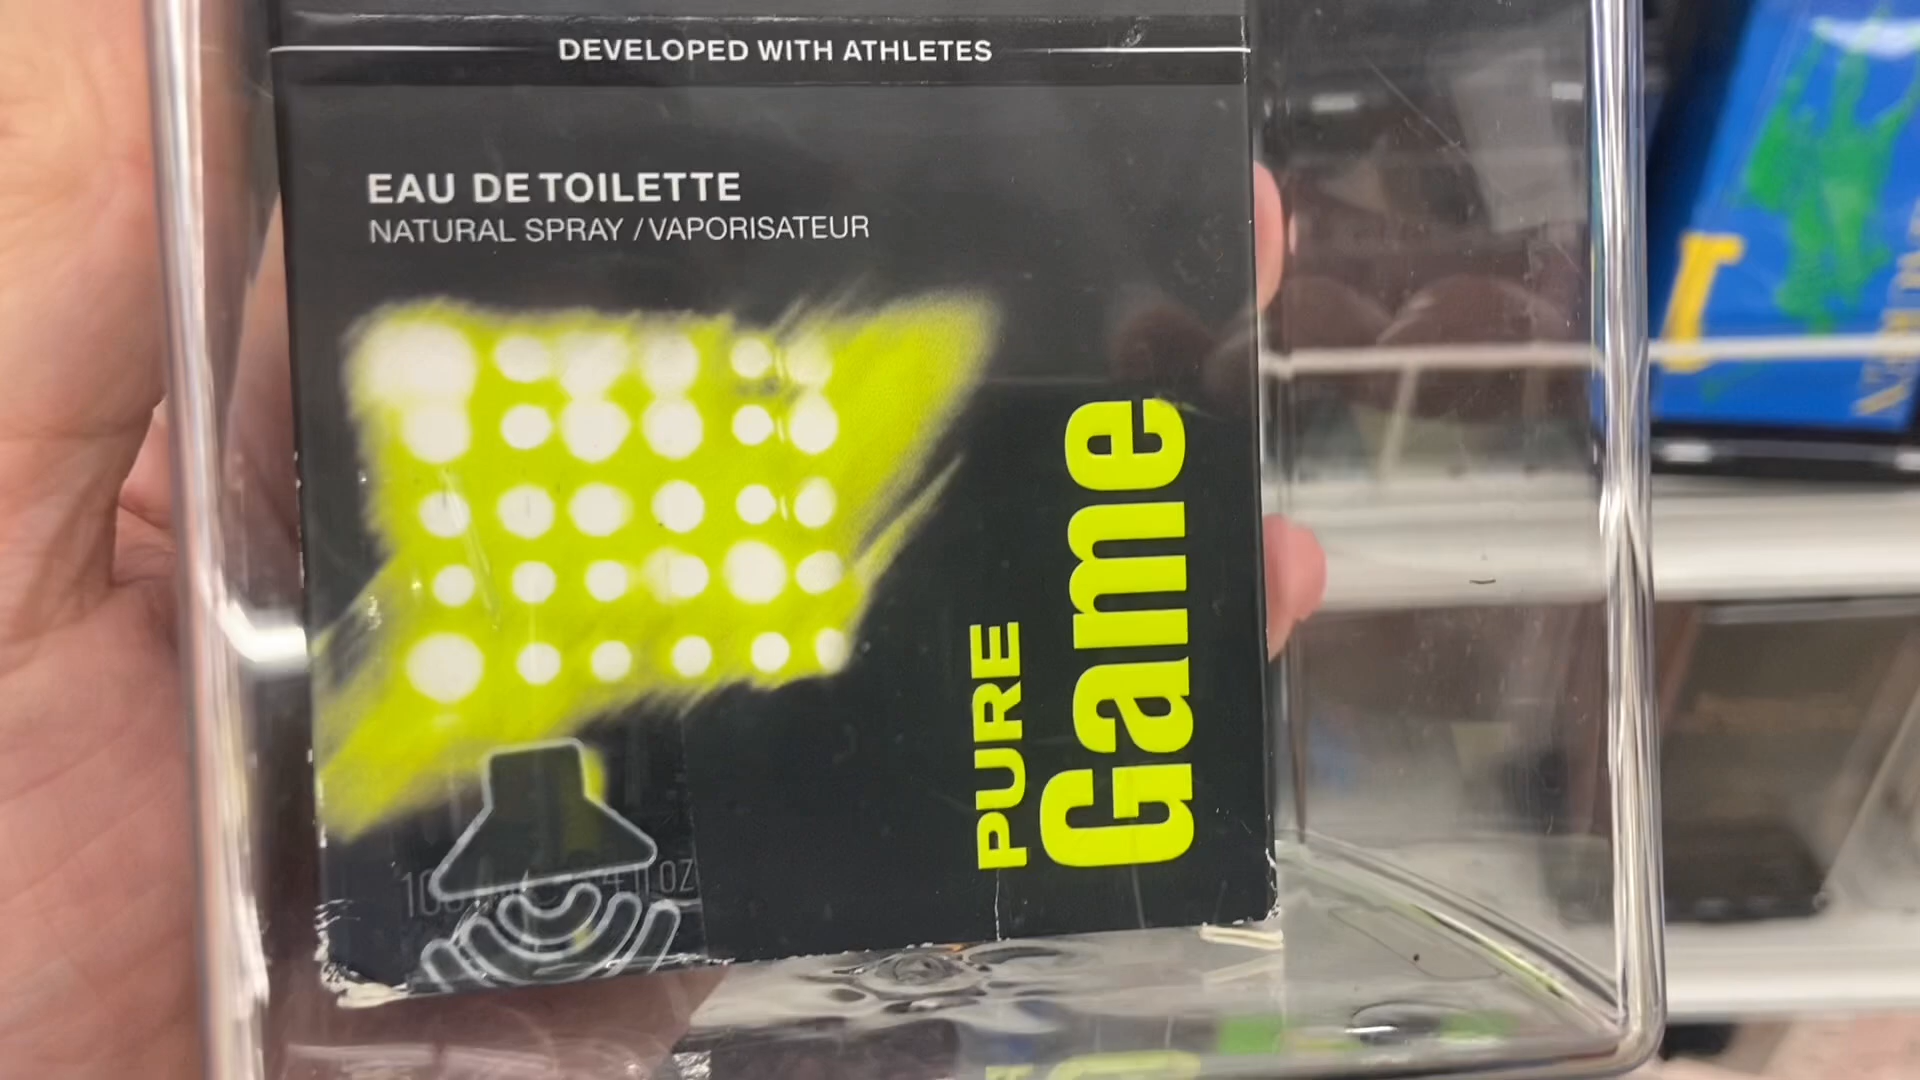 DEVELOPED WITH ATHLETES
EAU DE TOILETTE
NATURAL SPRAY / VAPORISATEUR
PURE
Game